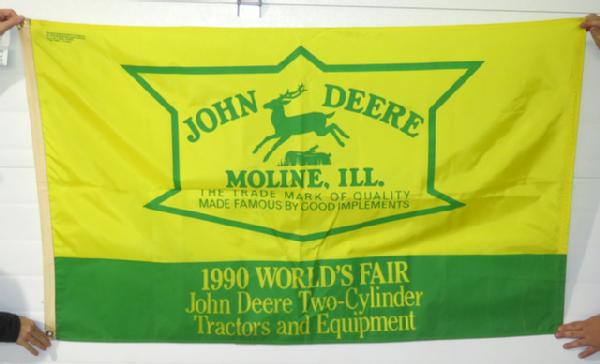 JOHN DEERE
MOLINE, ILL.
THE TRADE MARK OF QUALITY
MADE FAMOUS BY GOOD IMPLEMENTS
1990 WORLD'S FAIR
John Deere Two-Cylinder
Tractors and Equipment